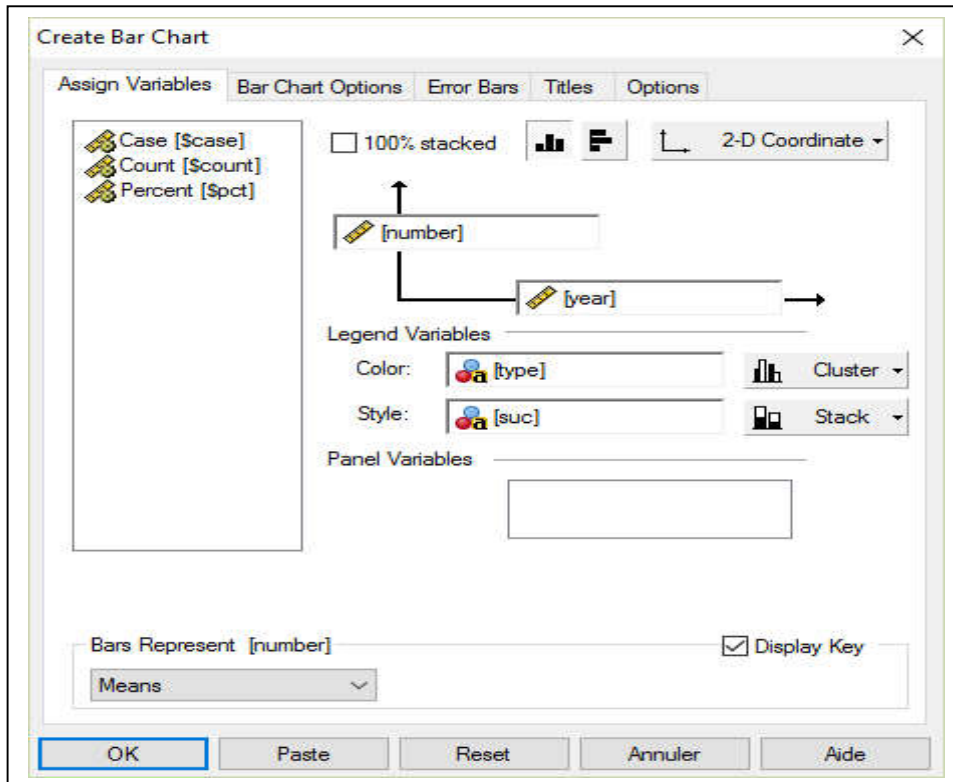 Create Bar Chart
Assign Variables Bar Chart Options Error Bars Titles Options
Case [$case]
Count [$count]
Percent [$pct]
100% stacked
2-D Coordinate
[number]
[year]
Legend Variables
Color: [type] Cluster
Style: [suc] Stack
Panel Variables
Bars Represent [number]
Display Key
Means
OK Paste Reset Annuler Aide